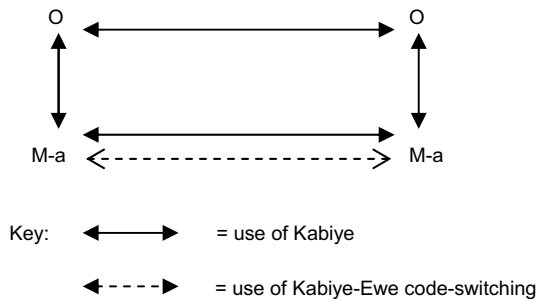 O O
M-a M-a
Key: = use of Kabiye
= use of Kabiye-Ewe code-switching